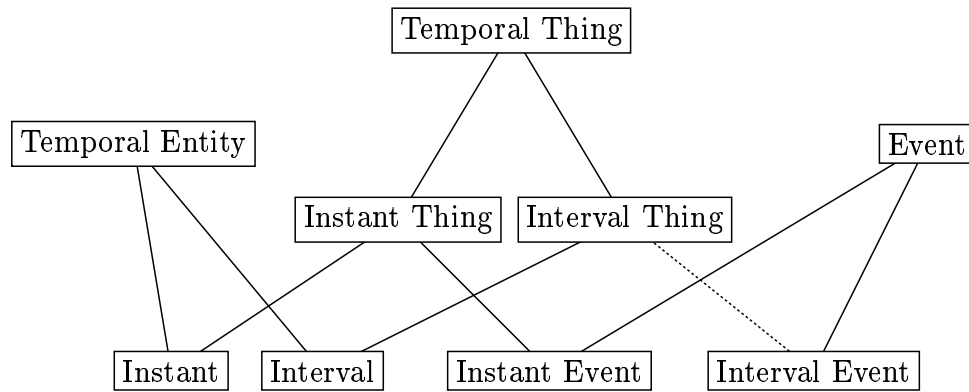 Temporal Thing
Temporal Entity
Event
Instant Thing
Interval Thing
Instant
Interval
Instant Event
Interval Event